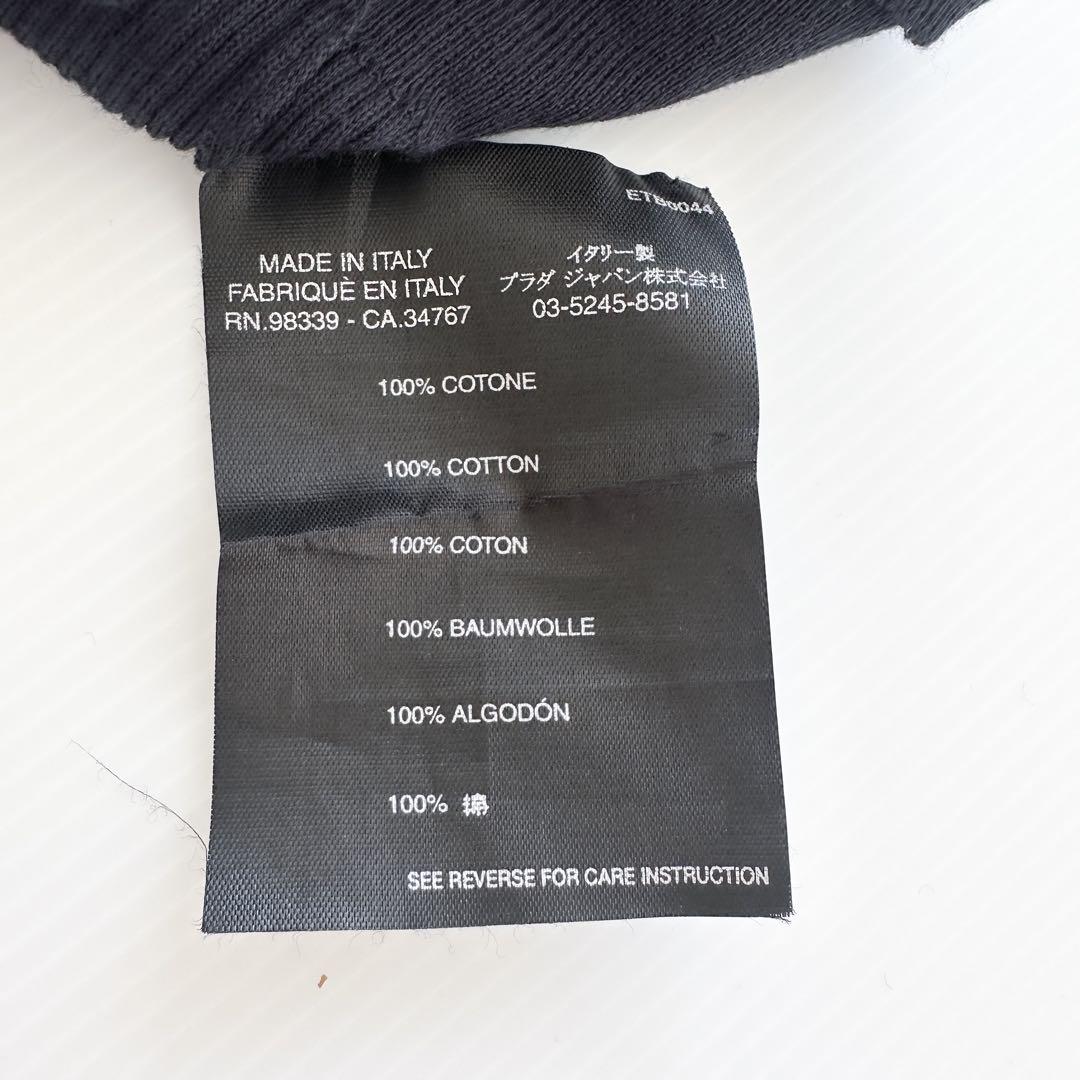 MADE IN ITALY
FABRIQUÈ EN ITALY
RN.98339 - CA.34767
イタリー製
プラダ ジャパン株式会社
03-5245-8581
100% COTONE
100% COTTON
100% COTON
100% BAUMWOLLE
100% ALGODÓN
100% 綿
SEE REVERSE FOR CARE INSTRUCTION